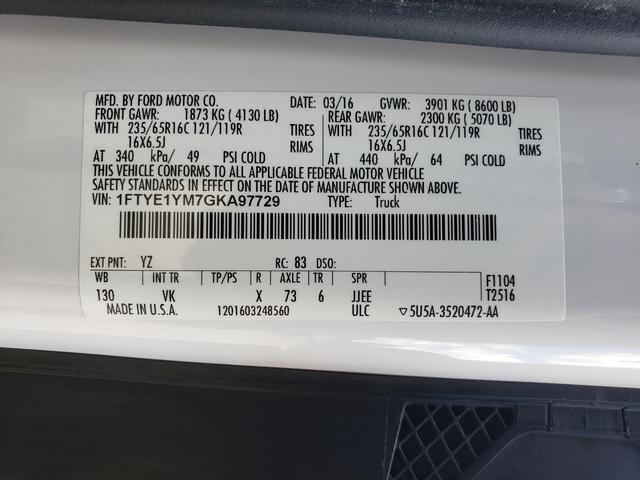 MFD. BY FORD MOTOR CO. DATE: 03/16 GVWR: 3901 KG ( 8600 LB)
FRONT GAWR: 1873 KG ( 4130 LB) REAR GAWR: 2300 KG ( 5070 LB)
WITH 235/65R16C 121/119R TIRES WITH 235/65R16C 121/119R TIRES
16X6.5J RIMS 16X6.5J RIMS
AT 340 kPa/ 49 PSI COLD AT 440 kPa/ 64 PSI COLD
THIS VEHICLE CONFORMS TO ALL APPLICABLE FEDERAL MOTOR VEHICLE
SAFETY STANDARDS IN EFFECT ON THE DATE OF MANUFACTURE SHOWN ABOVE.
VIN: 1FTYE1YM7GKA97729 TYPE: Truck
EXT PNT: YZ RC: 83 DSO:
WB INT TR TP/PS R AXLE TR SPR F1104
130 VK X 73 6 JJEE T2516
MADE IN U.S.A. 1201603248560 ULC ▽5U5A-3520472-AA